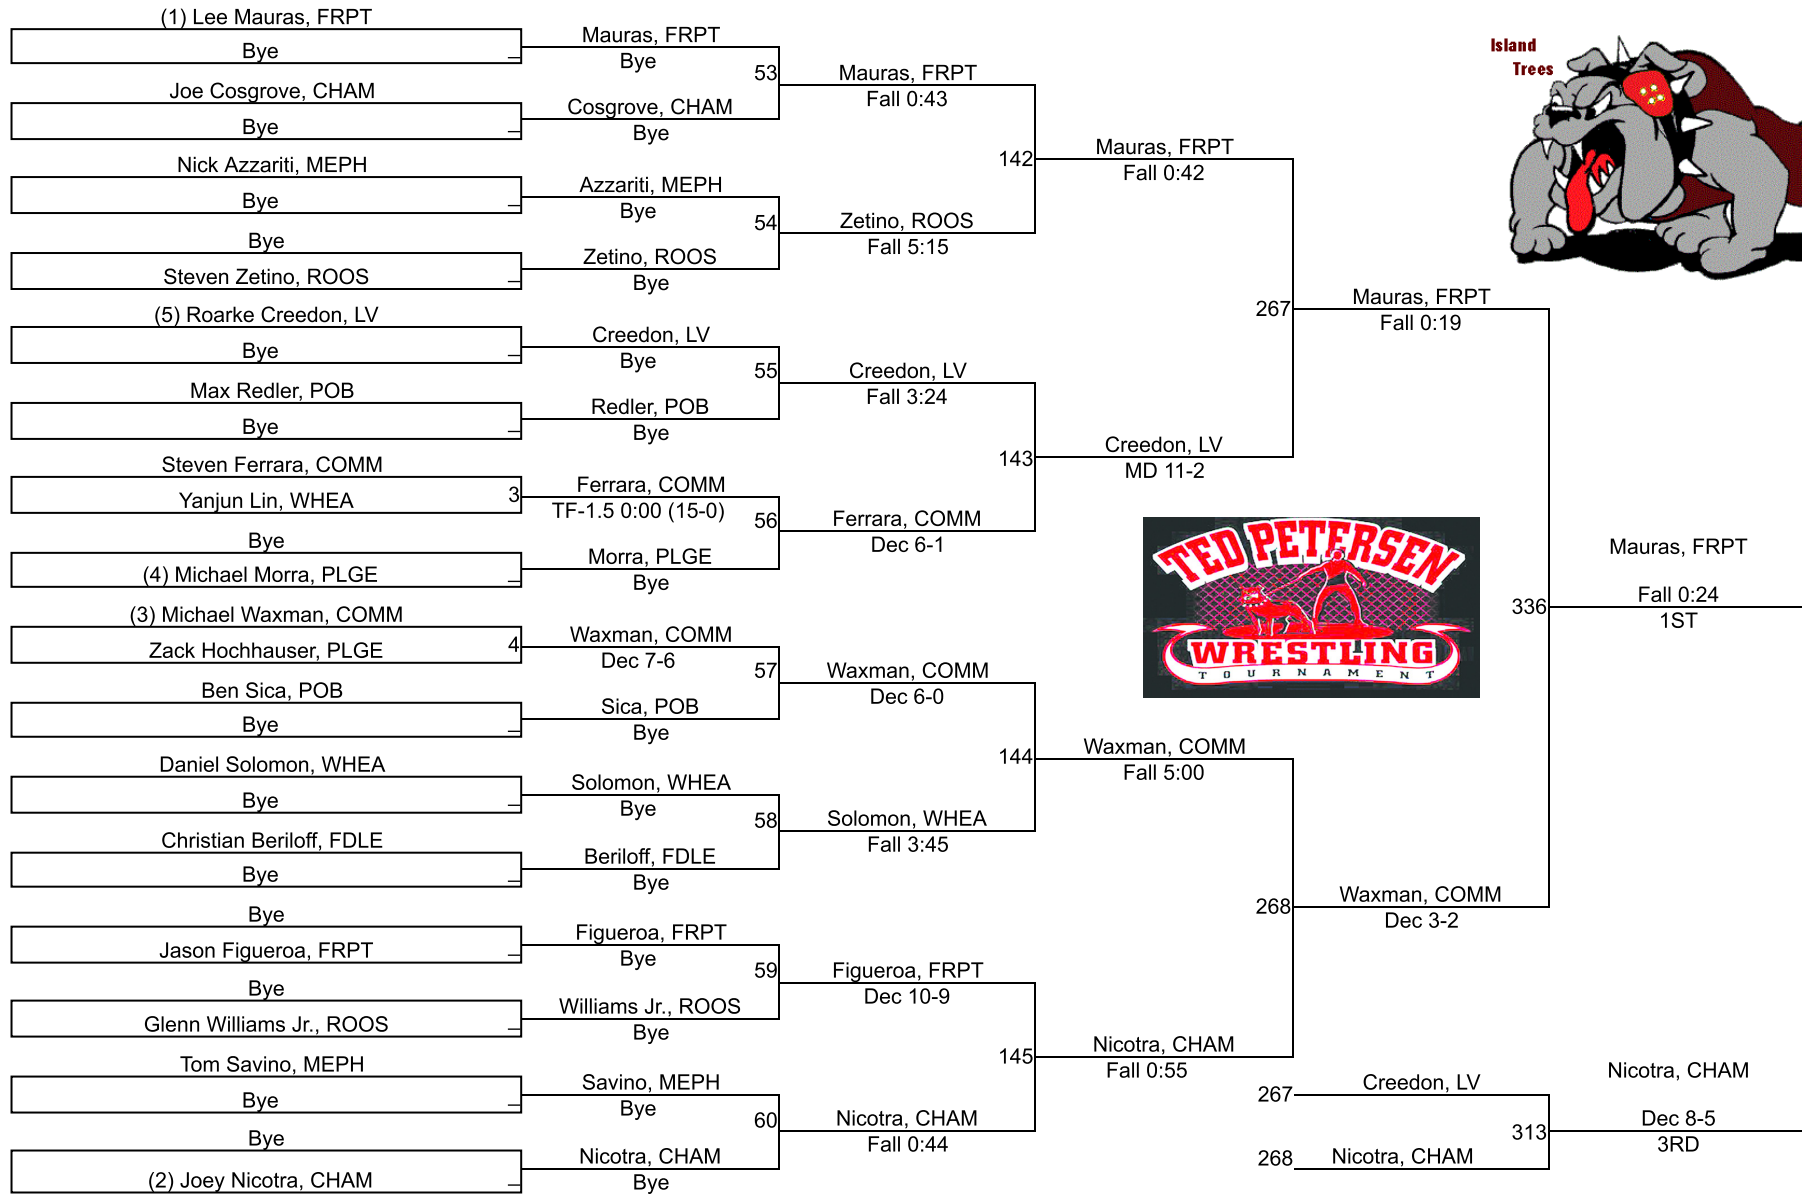 (1) Lee Mauras, FRPT
Bye
Joe Cosgrove, CHAM
Bye
Nick Azzariti, MEPH
Bye
Bye
Steven Zetino, ROOS
(5) Roarke Creedon, LV
Bye
Max Redler, POB
Bye
Steven Ferrara, COMM
Yanjun Lin, WHEA
3
Bye
(4) Michael Morra, PLGE
(3) Michael Waxman, COMM
Zack Hochhauser, PLGE
4
Ben Sica, POB
Bye
Daniel Solomon, WHEA
Bye
Christian Beriloff, FDLE
Bye
Bye
Jason Figueroa, FRPT
Bye
Glenn Williams Jr., ROOS
Tom Savino, MEPH
Bye
Bye
(2) Joey Nicotra, CHAM
Mauras, FRPT
Bye
53
Cosgrove, CHAM
Bye
Azzariti, MEPH
Bye
54
Zetino, ROOS
Bye
Creedon, LV
Bye
55
Redler, POB
Bye
Ferrara, COMM
TF-1.5 0:00 (15-0)
56
Morra, PLGE
Bye
Waxman, COMM
Dec 7-6
57
Sica, POB
Bye
Solomon, WHEA
Bye
58
Beriloff, FDLE
Bye
Figueroa, FRPT
Bye
59
Williams Jr., ROOS
Bye
Savino, MEPH
Bye
60
Nicotra, CHAM
Bye
Mauras, FRPT
Fall 0:43
142
Zetino, ROOS
Fall 5:15
Creedon, LV
Fall 3:24
143
Ferrara, COMM
Dec 6-1
Waxman, COMM
Dec 6-0
144
Solomon, WHEA
Fall 3:45
Figueroa, FRPT
Dec 10-9
145
Nicotra, CHAM
Fall 0:44
Mauras, FRPT
Fall 0:42
267
Creedon, LV
MD 11-2
TED PETERSEN
WRESTLING
TOURNAMENT
Waxman, COMM
Fall 5:00
268
Nicotra, CHAM
Fall 0:55
Island
Trees
Mauras, FRPT
Fall 0:19
336
Waxman, COMM
Dec 3-2
Mauras, FRPT
Fall 0:24
1ST
267
Creedon, LV
313
268
Nicotra, CHAM
Nicotra, CHAM
Dec 8-5
3RD